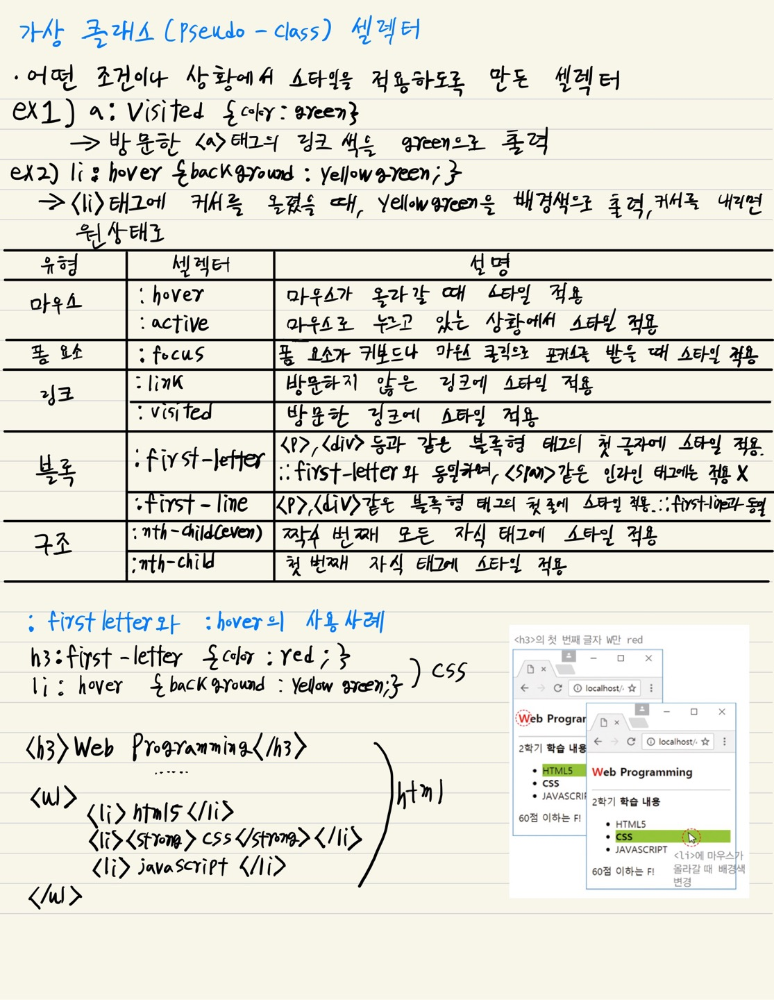 가상 클래스(Pseudo-class) 셀렉터
· 어떤 조건이나 상황에서 스타일을 적용하도록 만든 셀렉터
ex1) a: visited {color: green}
→ 방문한 <a>태그의 링크 색을 green으로 출력
ex2) li: hover {background : yellowgreen; }
→ <li>태그에 커서를 올렸을 때, yellowgreen을 배경색으로 출력, 커서를 내리면
원상태로
유형 셀렉터 설명
마우스 :hover 마우스가 올라갈 때 스타일 적용
:active 마우스로 누르고 있는 상황에서 스타일 적용
폼 요소 :focus 폼 요소가 키보드나 마우스 클릭으로 포커스를 받을 때 스타일 적용
링크 :link 방문하지 않은 링크에 스타일 적용
:visited 방문한 링크에 스타일 적용
블록 :first-letter <p>,<div> 등과 같은 블록형 태그의 첫 글자에 스타일 적용.
::first-letter와 동일하며, <span>같은 인라인 태그에는 적용 X
:first-line <p>,<div>같은 블록형 태그의 첫 줄에 스타일 적용. ::first-line과 동일
구조 :nth-child(even) 짝수 번째 모든 자식 태그에 스타일 적용
:nth-child 첫 번째 자식 태그에 스타일 적용
: first letter와 :hover의 사용사례
h3:first-letter {color : red ; }
li: hover {background : yellow green;}
) CSS
<h3>Web Programming</h3>
......
<ul>
<li> html5 </li>
<li><strong> css </strong></li>
<li> javascript </li>
</ul>
html
<h3>의 첫 번째 글자 W만 red
localhost/
Web Prograr
2학기 학습 내용
HTML5
CSS
JAVASCRIP
60점 이하는 F!
localhost/
Web Programming
2학기 학습 내용
HTML5
CSS
JAVASCRIPT
60점 이하는 F!
<li>에 마우스가
올라갈 때 배경색
변경